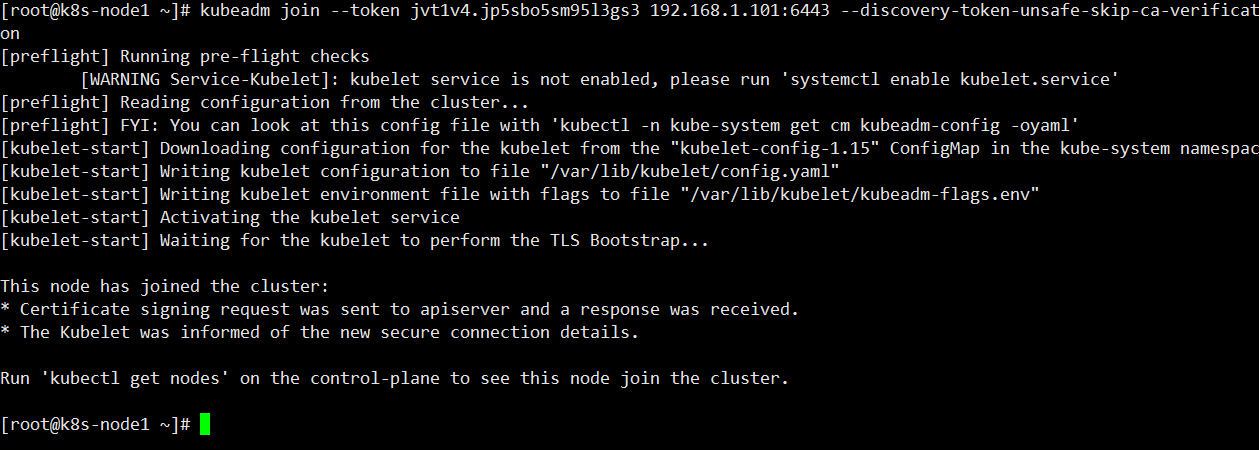 [root@k8s-node1 ~]# kubeadm join --token jvt1v4.jp5sbo5sm95l3gs3 192.168.1.101:6443 --discovery-token-unsafe-skip-ca-verificat
on
[preflight] Running pre-flight checks
        [WARNING Service-Kubelet]: kubelet service is not enabled, please run 'systemctl enable kubelet.service'
[preflight] Reading configuration from the cluster...
[preflight] FYI: You can look at this config file with 'kubectl -n kube-system get cm kubeadm-config -oyaml'
[kubelet-start] Downloading configuration for the kubelet from the "kubelet-config-1.15" ConfigMap in the kube-system namespac
[kubelet-start] Writing kubelet configuration to file "/var/lib/kubelet/config.yaml"
[kubelet-start] Writing kubelet environment file with flags to file "/var/lib/kubelet/kubeadm-flags.env"
[kubelet-start] Activating the kubelet service
[kubelet-start] Waiting for the kubelet to perform the TLS Bootstrap...
This node has joined the cluster:
* Certificate signing request was sent to apiserver and a response was received.
* The Kubelet was informed of the new secure connection details.
Run 'kubectl get nodes' on the control-plane to see this node join the cluster.
[root@k8s-node1 ~]#